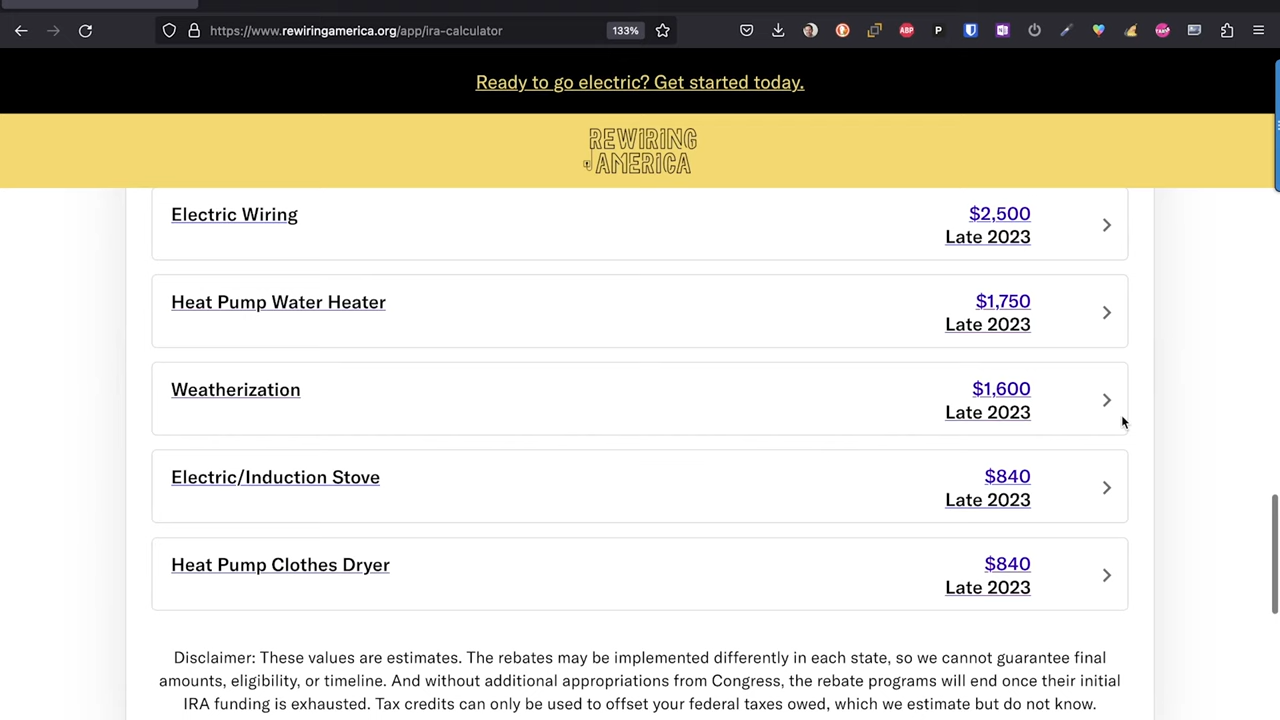 https://www.rewiringamerica.org/app/ira-calculator
133%
ABP
P
Ready to go electric? Get started today.
REWIRING
AMERICA
Electric Wiring
$2,500
Late 2023
Heat Pump Water Heater
$1,750
Late 2023
Weatherization
$1,600
Late 2023
Electric/Induction Stove
$840
Late 2023
Heat Pump Clothes Dryer
$840
Late 2023
Disclaimer: These values are estimates. The rebates may be implemented differently in each state, so we cannot guarantee final
amounts, eligibility, or timeline. And without additional appropriations from Congress, the rebate programs will end once their initial
IRA funding is exhausted. Tax credits can only be used to offset your federal taxes owed, which we estimate but do not know.